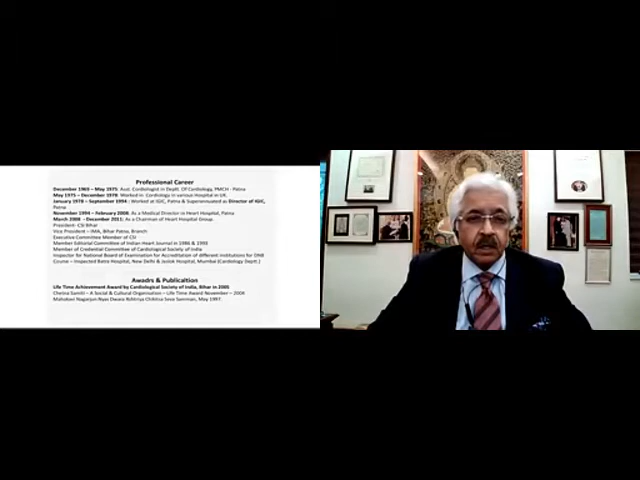 Professional Career
December 1969 – May 1975: Asst. Cardiologist in Deptt. Of Cardiology, PMCH - Patna
May 1975 – December 1978: Worked in Cardiology in various Hospital in UK.
January 1978 – September 1994 : Worked at IGIC, Patna & Superannuated as Director of IGIC,
Patna
November 1994 – February 2008: As a Medical Director in Heart Hospital, Patna
March 2008 - December 2011: As a Chairman of Heart Hospital Group.
President- CSI Bihar
Vice President – IMA, Bihar Patna, Branch
Executive Committee Member of CSI
Member Editorial Committee of Indian Heart Journal in 1986 & 1993
Member of Credential Committee of Cardiological Society of India
Inspector for National Board of Examination for Accreditation of different Institutions for DNB
Course – Inspected Batra Hospital, New Delhi & Jaslok Hospital, Mumbai (Cardiology Deptt.)
Awadrs & Publicaltion
Life Time Achievement Award by Cardiological Society of India, Bihar in 2005
Chetna Samiti – A Social & Cultural Organisation – Life Time Award November – 2004
Mahakavi Nagarjun Vyas Chikitsa Seva Samman, May 1997.